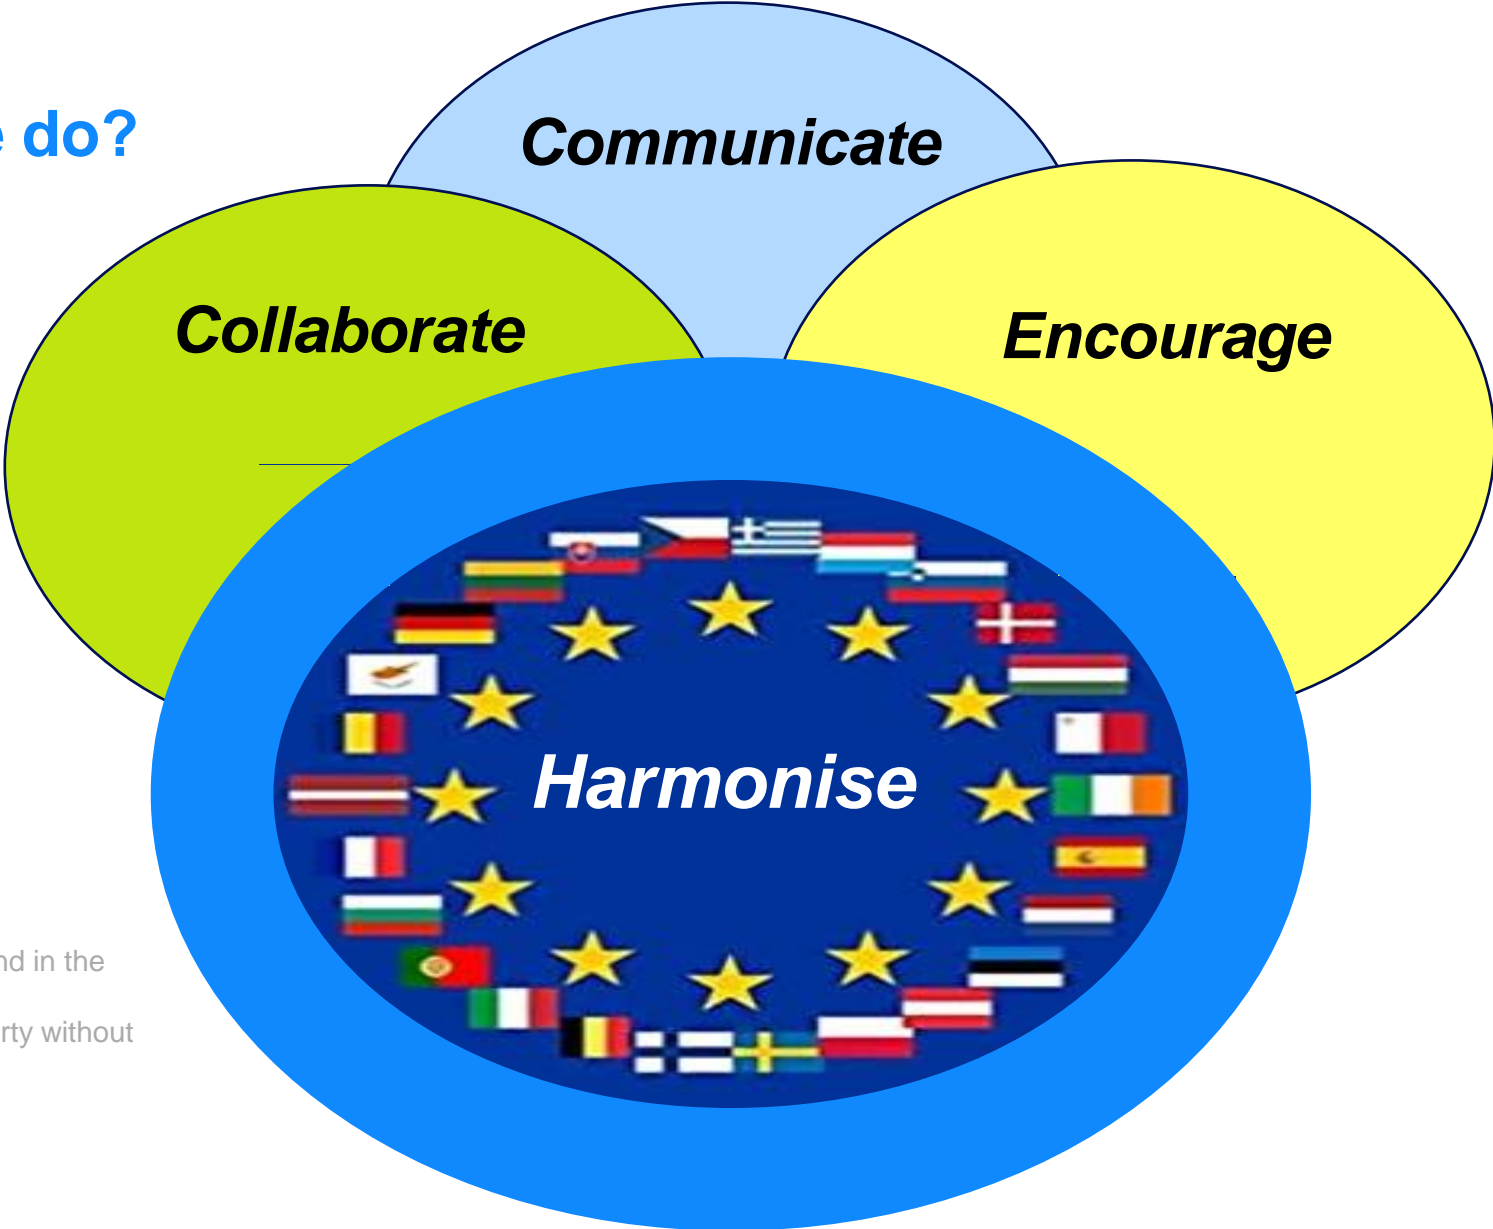 e do?
Communicate
Collaborate
Encourage
Harmonise
nd in the
rty without